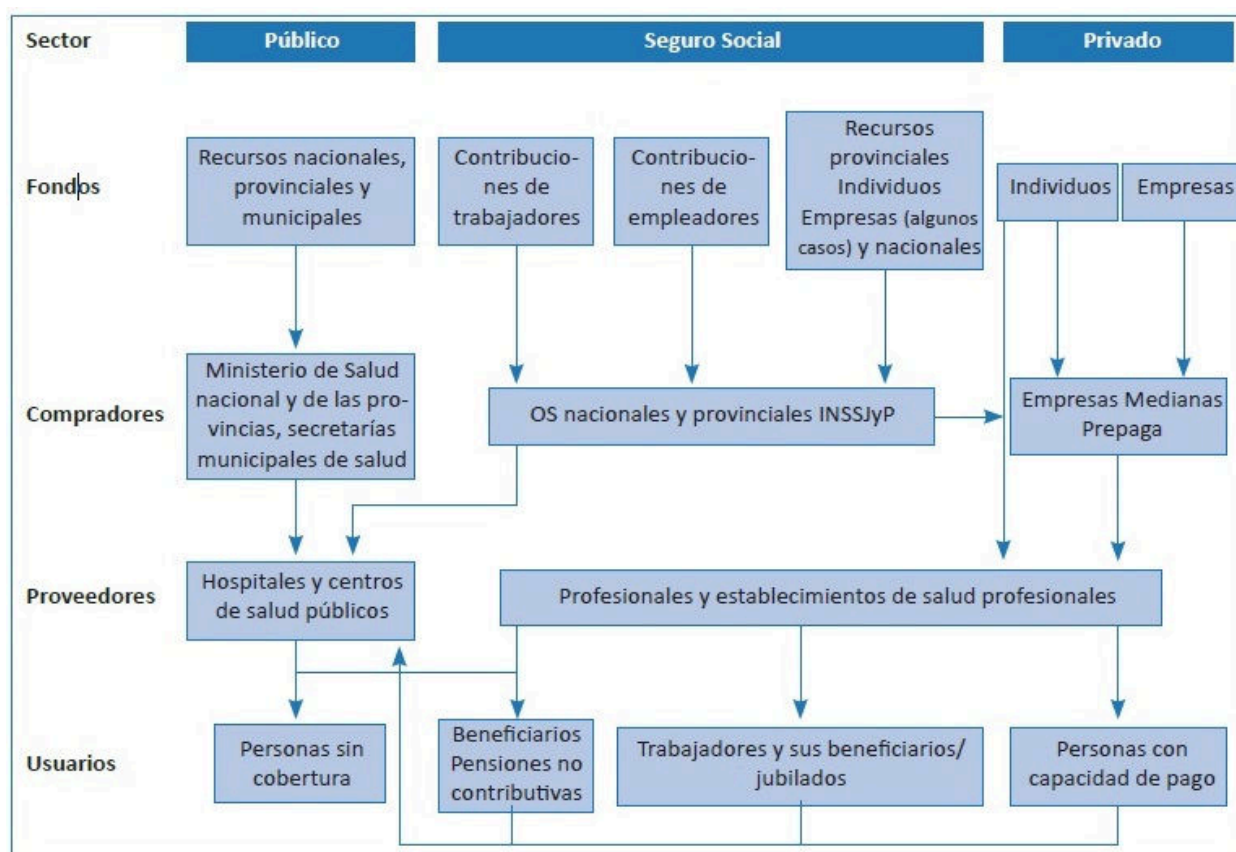 Sector
Público
Seguro Social
Privado
Fondos
Recursos nacionales,
provinciales y
municipales
Contribucio-
nes de
trabajadores
Contribucio-
nes de
empleadores
Recursos
provinciales
Individuos
Empresas (algunos
casos) y nacionales
Individuos
Empresas
Compradores
Ministerio de Salud
nacional y de las pro-
vincias, secretarías
municipales de salud
OS nacionales y provinciales INSSJyP
Empresas Medianas
Prepaga
Proveedores
Hospitales y centros
de salud públicos
Profesionales y establecimientos de salud profesionales
Usuarios
Personas sin
cobertura
Beneficiarios
Pensiones no
contributivas
Trabajadores y sus beneficiarios/
jubilados
Personas con
capacidad de pago